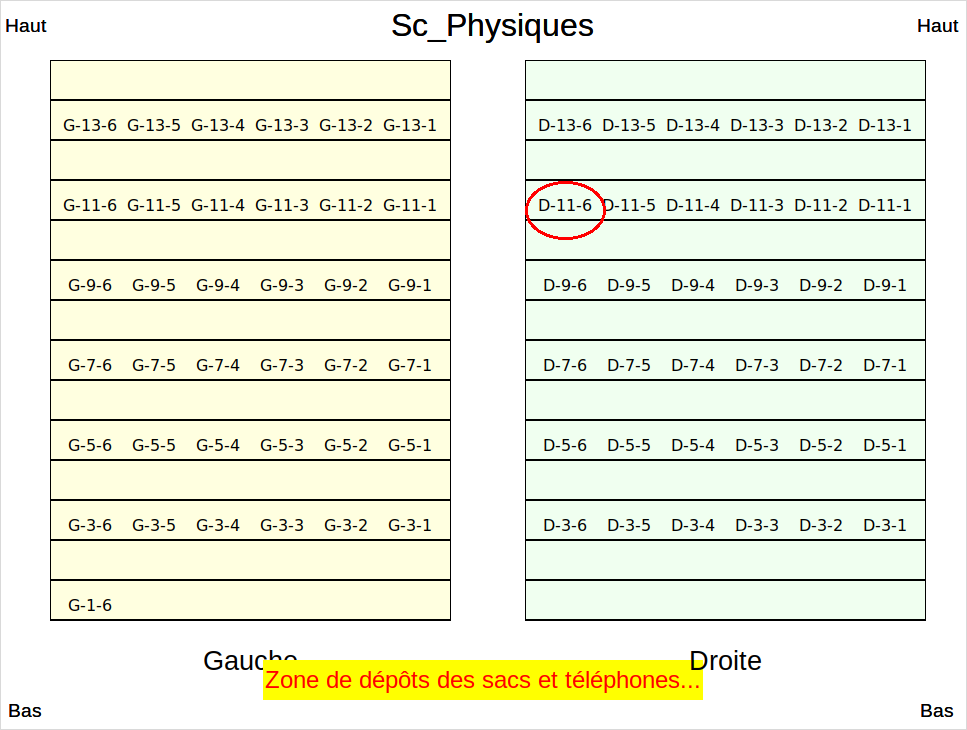 Sc_Physiques
Haut Haut
G-13-6 G-13-5 G-13-4 G-13-3 G-13-2 G-13-1 D-13-6 D-13-5 D-13-4 D-13-3 D-13-2 D-13-1
G-11-6 G-11-5 G-11-4 G-11-3 G-11-2 G-11-1 D-11-6 D-11-5 D-11-4 D-11-3 D-11-2 D-11-1
G-9-6 G-9-5 G-9-4 G-9-3 G-9-2 G-9-1 D-9-6 D-9-5 D-9-4 D-9-3 D-9-2 D-9-1
G-7-6 G-7-5 G-7-4 G-7-3 G-7-2 G-7-1 D-7-6 D-7-5 D-7-4 D-7-3 D-7-2 D-7-1
G-5-6 G-5-5 G-5-4 G-5-3 G-5-2 G-5-1 D-5-6 D-5-5 D-5-4 D-5-3 D-5-2 D-5-1
G-3-6 G-3-5 G-3-4 G-3-3 G-3-2 G-3-1 D-3-6 D-3-5 D-3-4 D-3-3 D-3-2 D-3-1
G-1-6
Gauche Droite
Zone de dépôts des sacs et téléphones...
Bas Bas